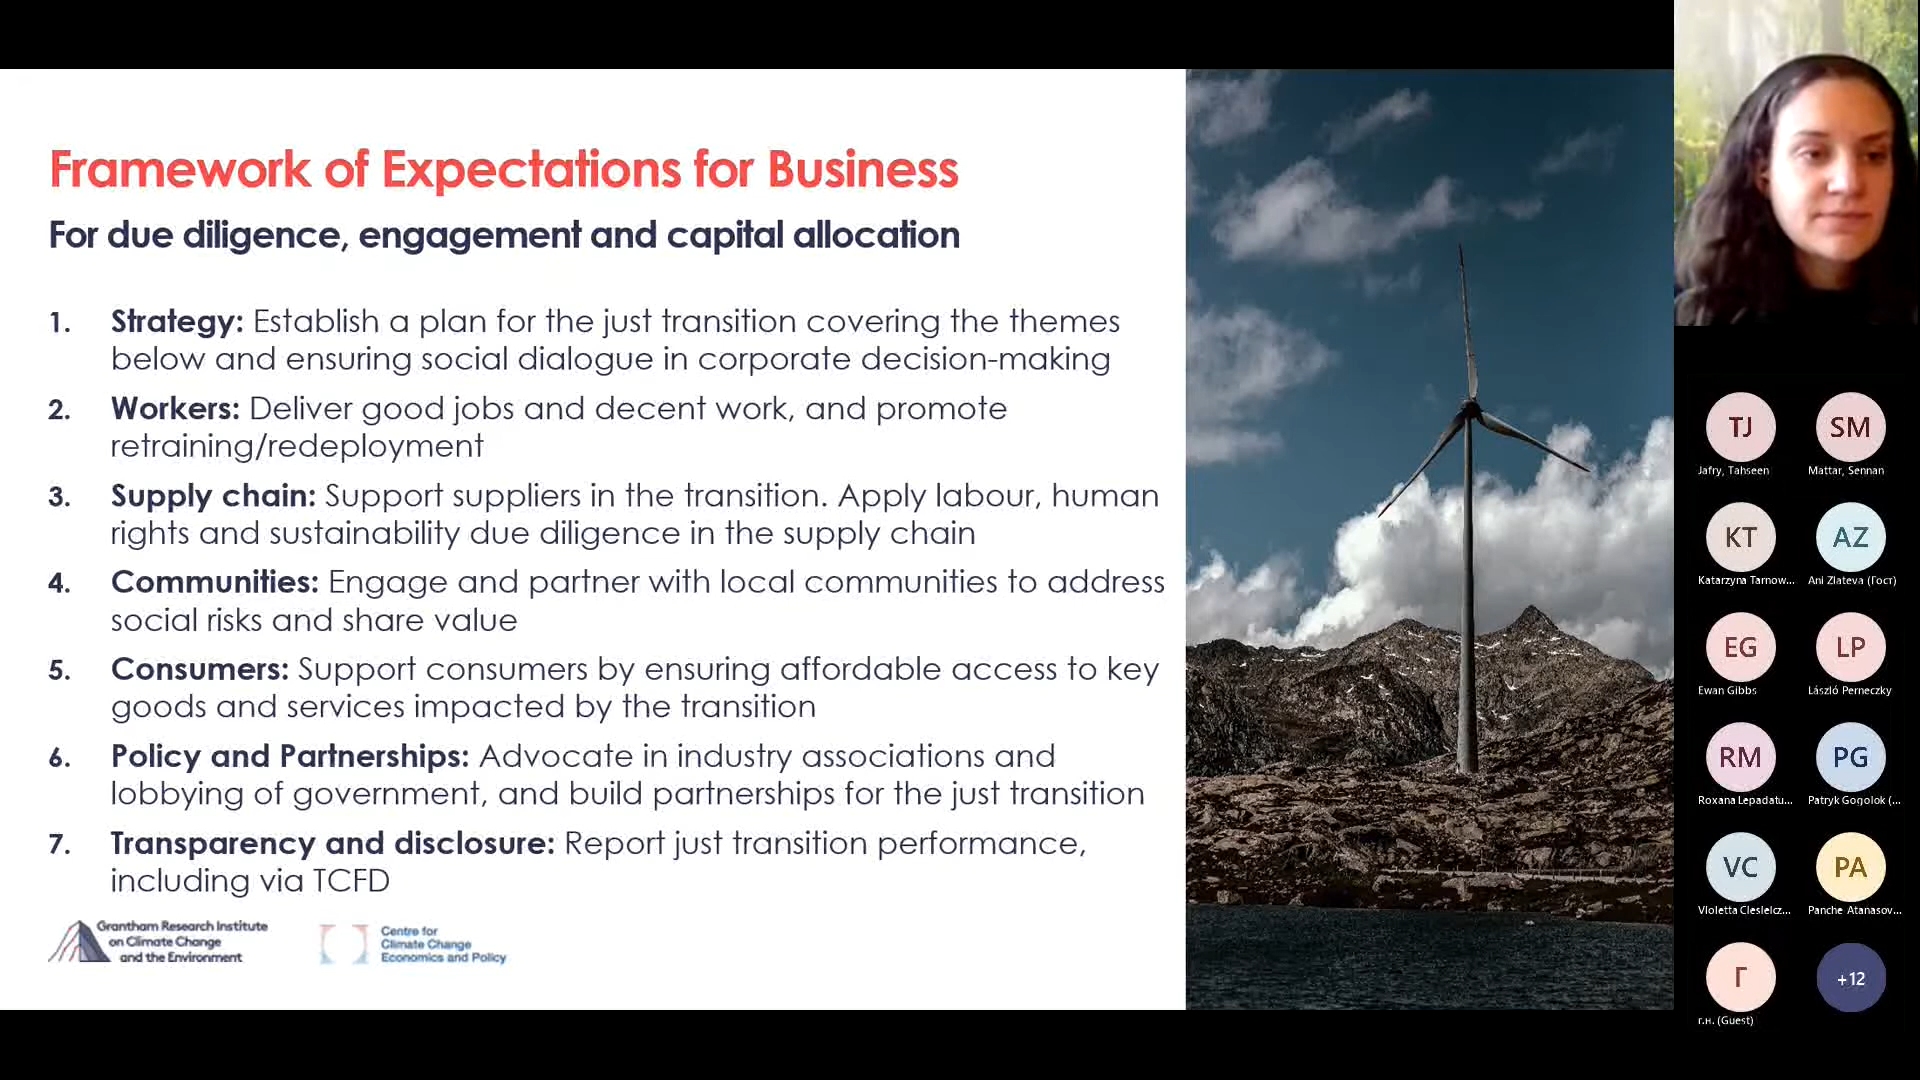 Framework of Expectations for Business
For due diligence, engagement and capital allocation
1. Strategy: Establish a plan for the just transition covering the themes
below and ensuring social dialogue in corporate decision-making
2. Workers: Deliver good jobs and decent work, and promote
retraining/redeployment
3. Supply chain: Support suppliers in the transition. Apply labour, human
rights and sustainability due diligence in the supply chain
4. Communities: Engage and partner with local communities to address
social risks and share value
5. Consumers: Support consumers by ensuring affordable access to key
goods and services impacted by the transition
6. Policy and Partnerships: Advocate in industry associations and
lobbying of government, and build partnerships for the just transition
7. Transparency and disclosure: Report just transition performance,
including via TCFD
Grantham Research Institute
on Climate Change
and the Environment
Centre for
Climate Change
Economics and Policy
TJ
Jafry, Tahseen
SM
Mattar, Sennan
KT
Katarzyna Tarnow...
AZ
Ani Zlateva (Гост)
EG
Ewan Gibbs
LP
László Perneczky
RM
Roxana Lepadatu...
PG
Patryk Gogolok (...
VC
Violetta Cieslelcz...
PA
Panche Atanasov...
Г
г.н. (Guest)
+12